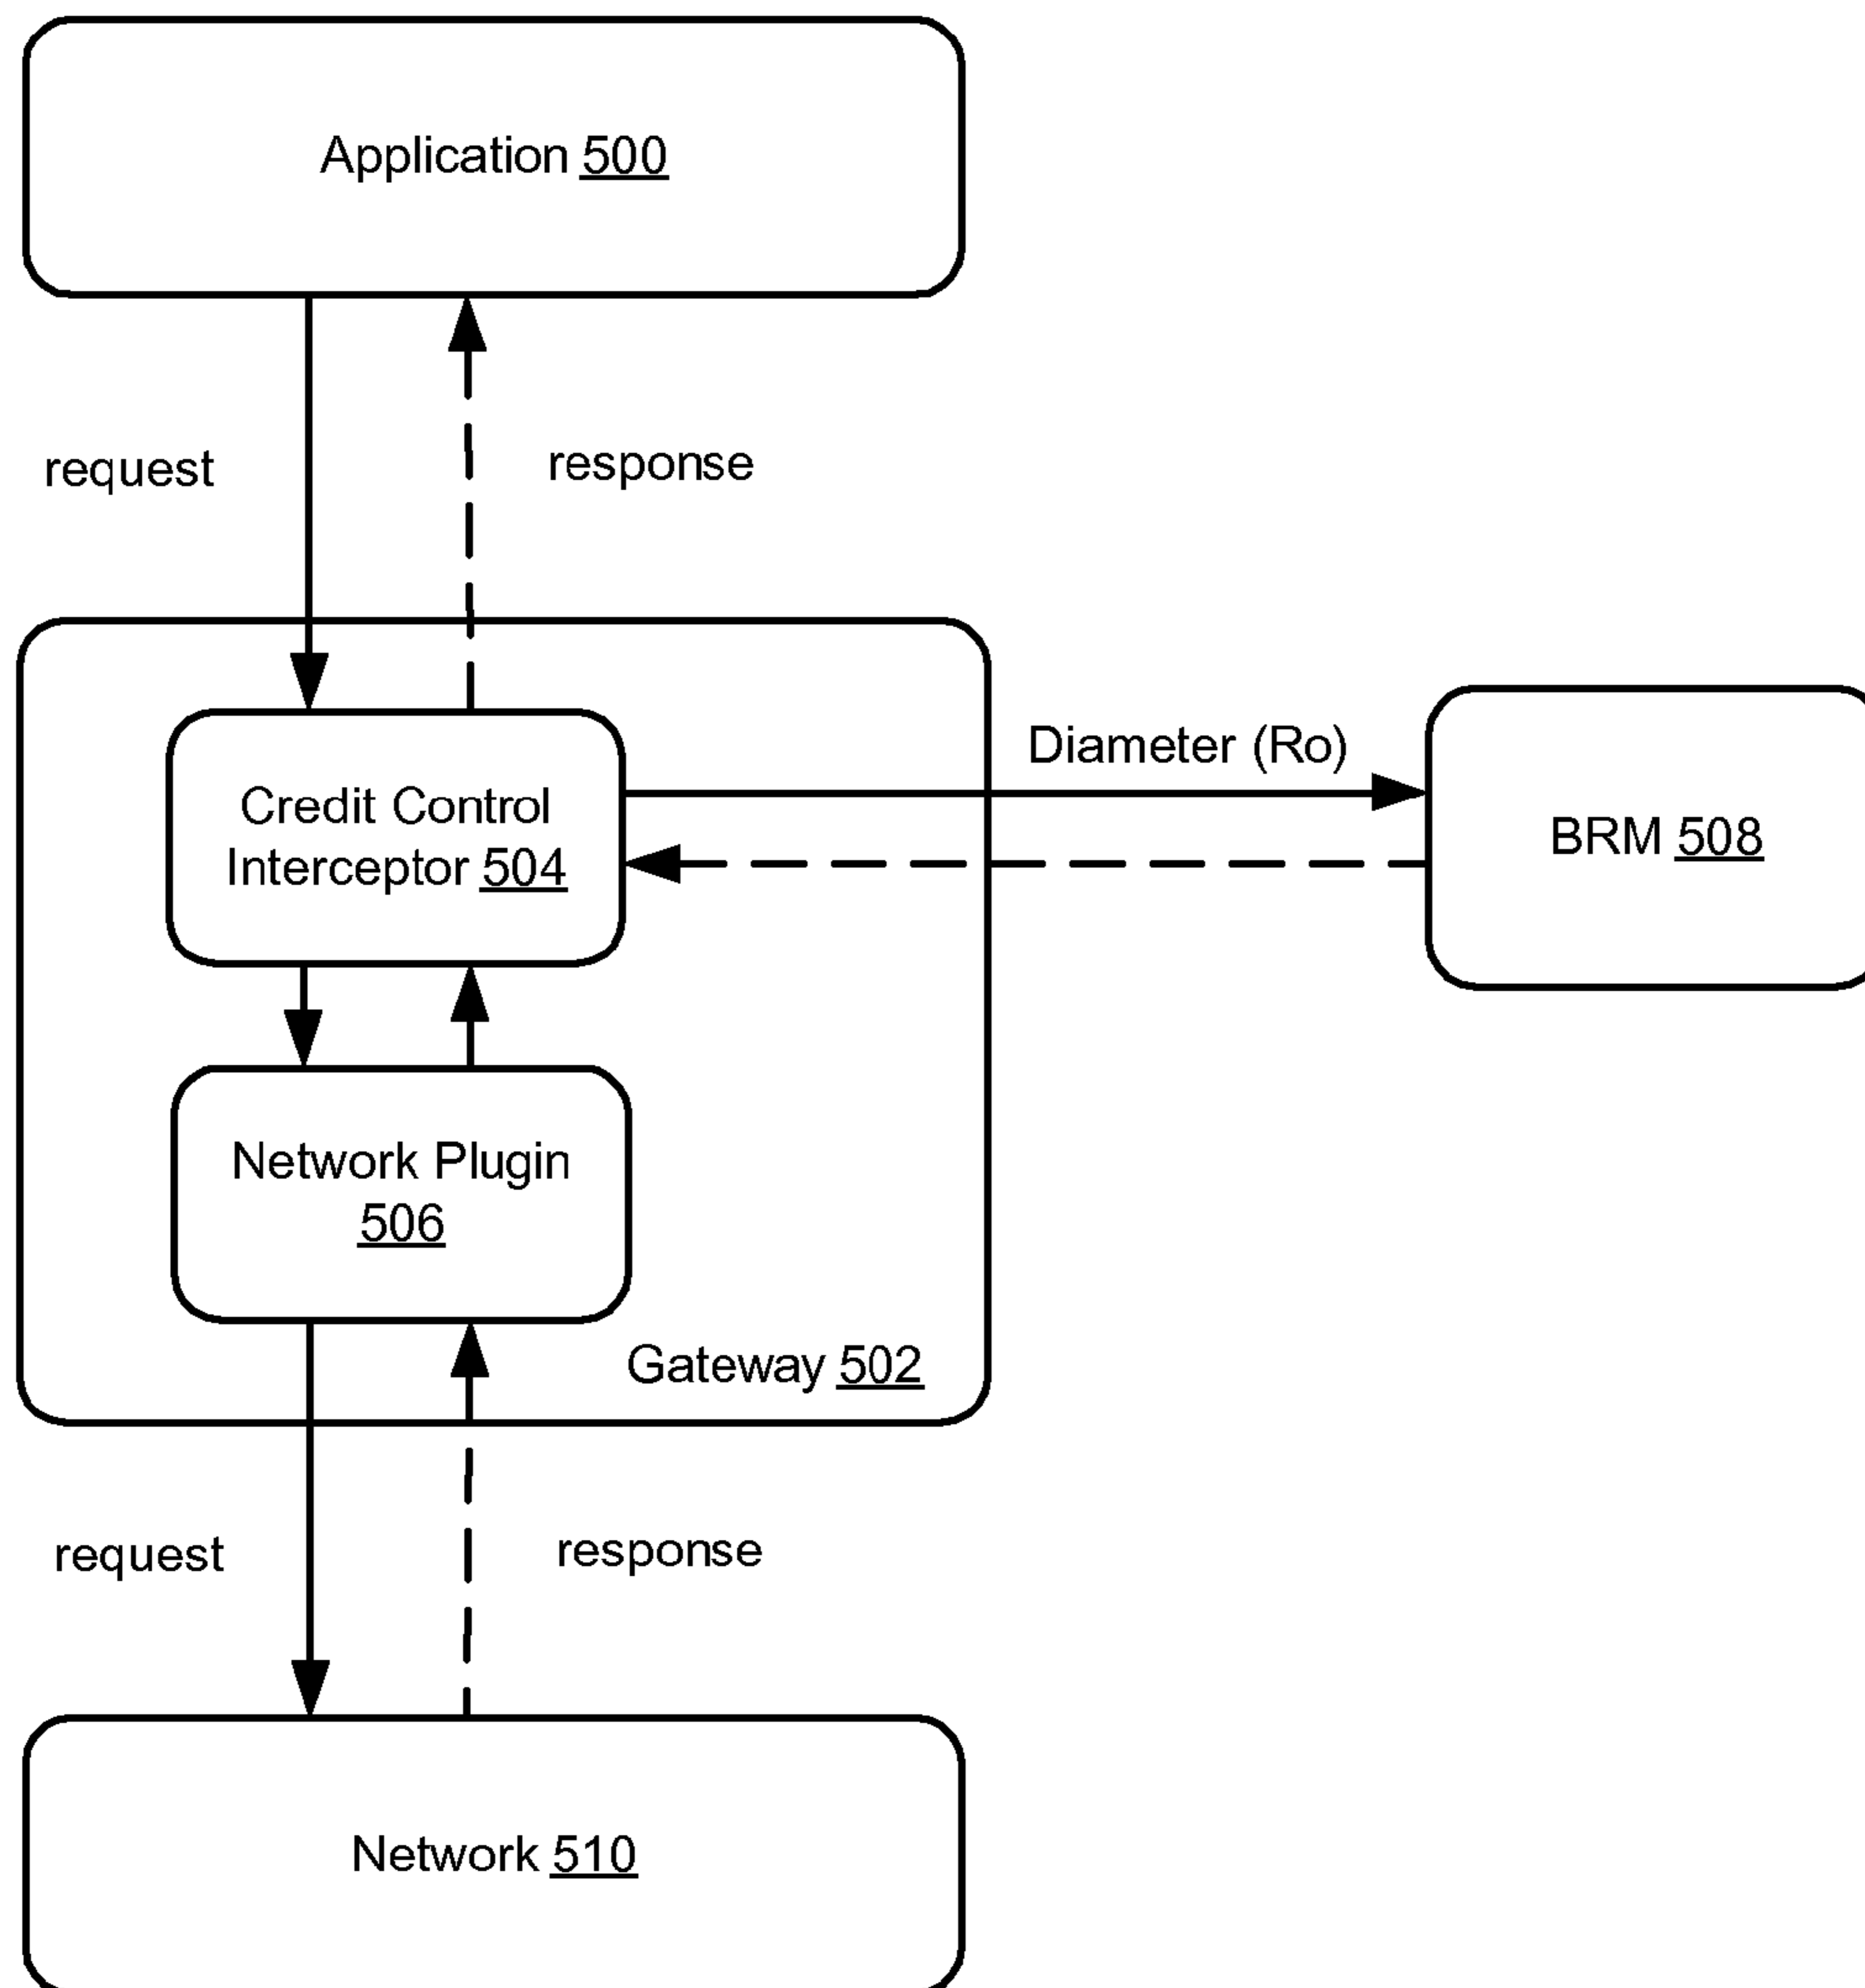 Application 500
request
response
Diameter (Ro)
Credit Control
Interceptor 504
BRM 508
Network Plugin
506
Gateway 502
request
response
Network 510